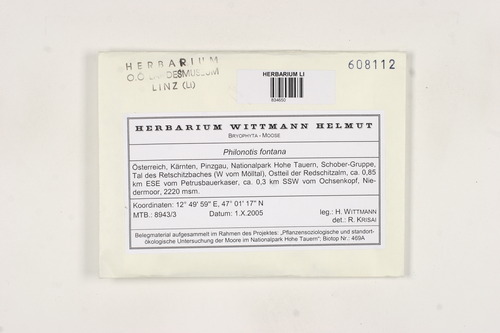 HERBARIUM
O.Ö. LANDESMUSEUM
LINZ (LI)
HERBARIUM LI
604650
608112
HERBARIUM WITTMANN HELMUT
BRYOPHYTA - MOOSE
Philonotis fontana
Österreich, Kärnten, Pinzgau, Nationalpark Hohe Tauern, Schober-Gruppe,
Tal des Retschitzbaches (W vom Mölltal), Ostteil der Redschitzalm, ca. 0,85
km ESE vom Petrusbauerkaser, ca. 0,3 km SSW vom Ochsenkopf, Nie-
dermoor, 2220 msm.
Koordinaten: 12° 49' 59" E, 47° 01' 17" N
MTB.: 8943/3 Datum: 1.X.2005
leg.: H. WITTMANN
det.: R. KRISAI
Belegmaterial aufgesammelt im Rahmen des Projektes: „Pflanzensoziologische und standort-
ökologische Untersuchung der Moore im Nationalpark Hohe Tauern"; Biotop Nr.: 469A